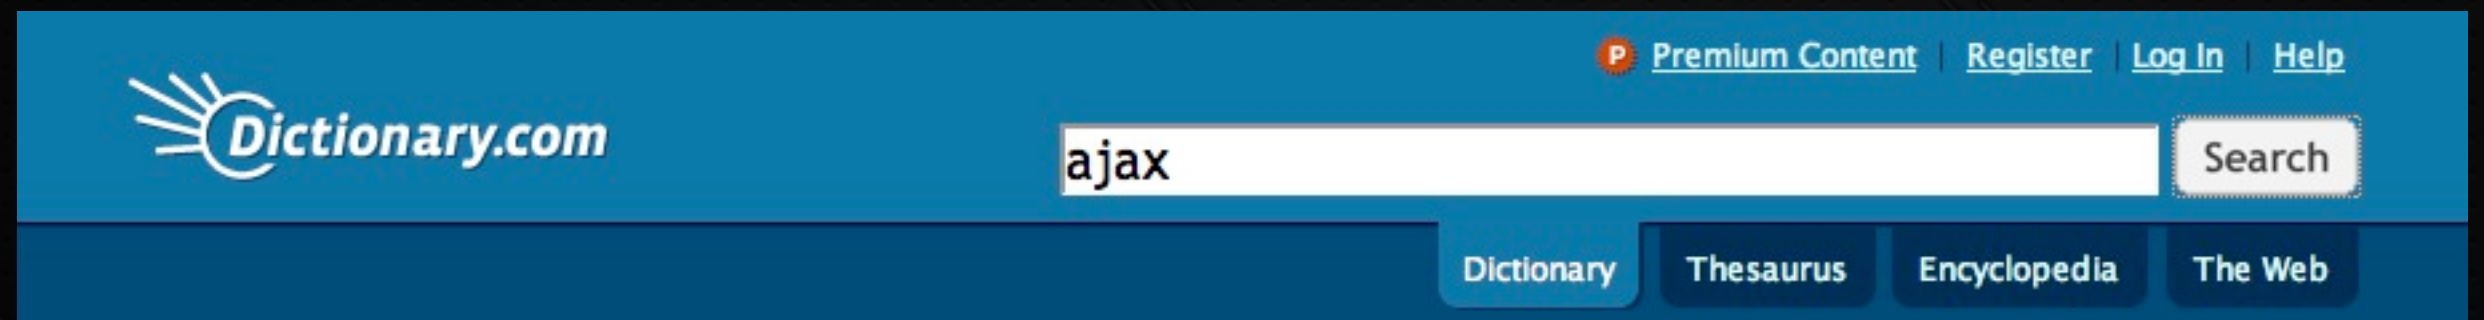 P Premium Content | Register | Log In | Help
Dictionary.com
ajax Search
Dictionary Thesaurus Encyclopedia The Web